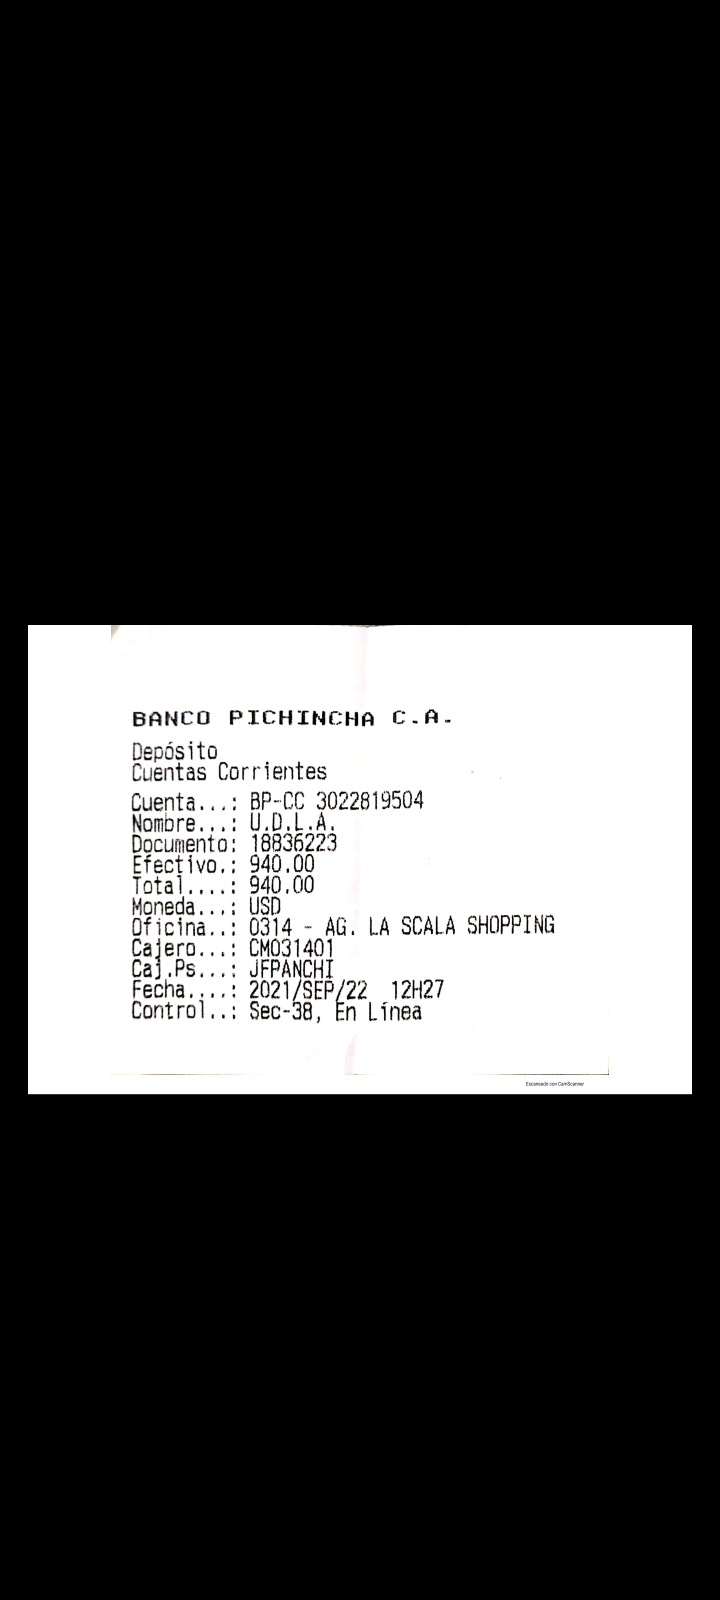 BANCO PICHINCHA C.A.
Depósito
Cuentas Corrientes
Cuenta...: BP-CC 3022819504
Nombre...: U.D.L.A.
Documento: 18836223
Efectivo.: 940.00
Total....: 940.00
Moneda...: USD
Oficina..: 0314 - AG. LA SCALA SHOPPING
Cajero...: CM031401
Caj.Ps...: JFPANCHI
Fecha....: 2021/SEP/22 12H27
Control..: Sec-38, En Línea
Escaneado con CamScanner